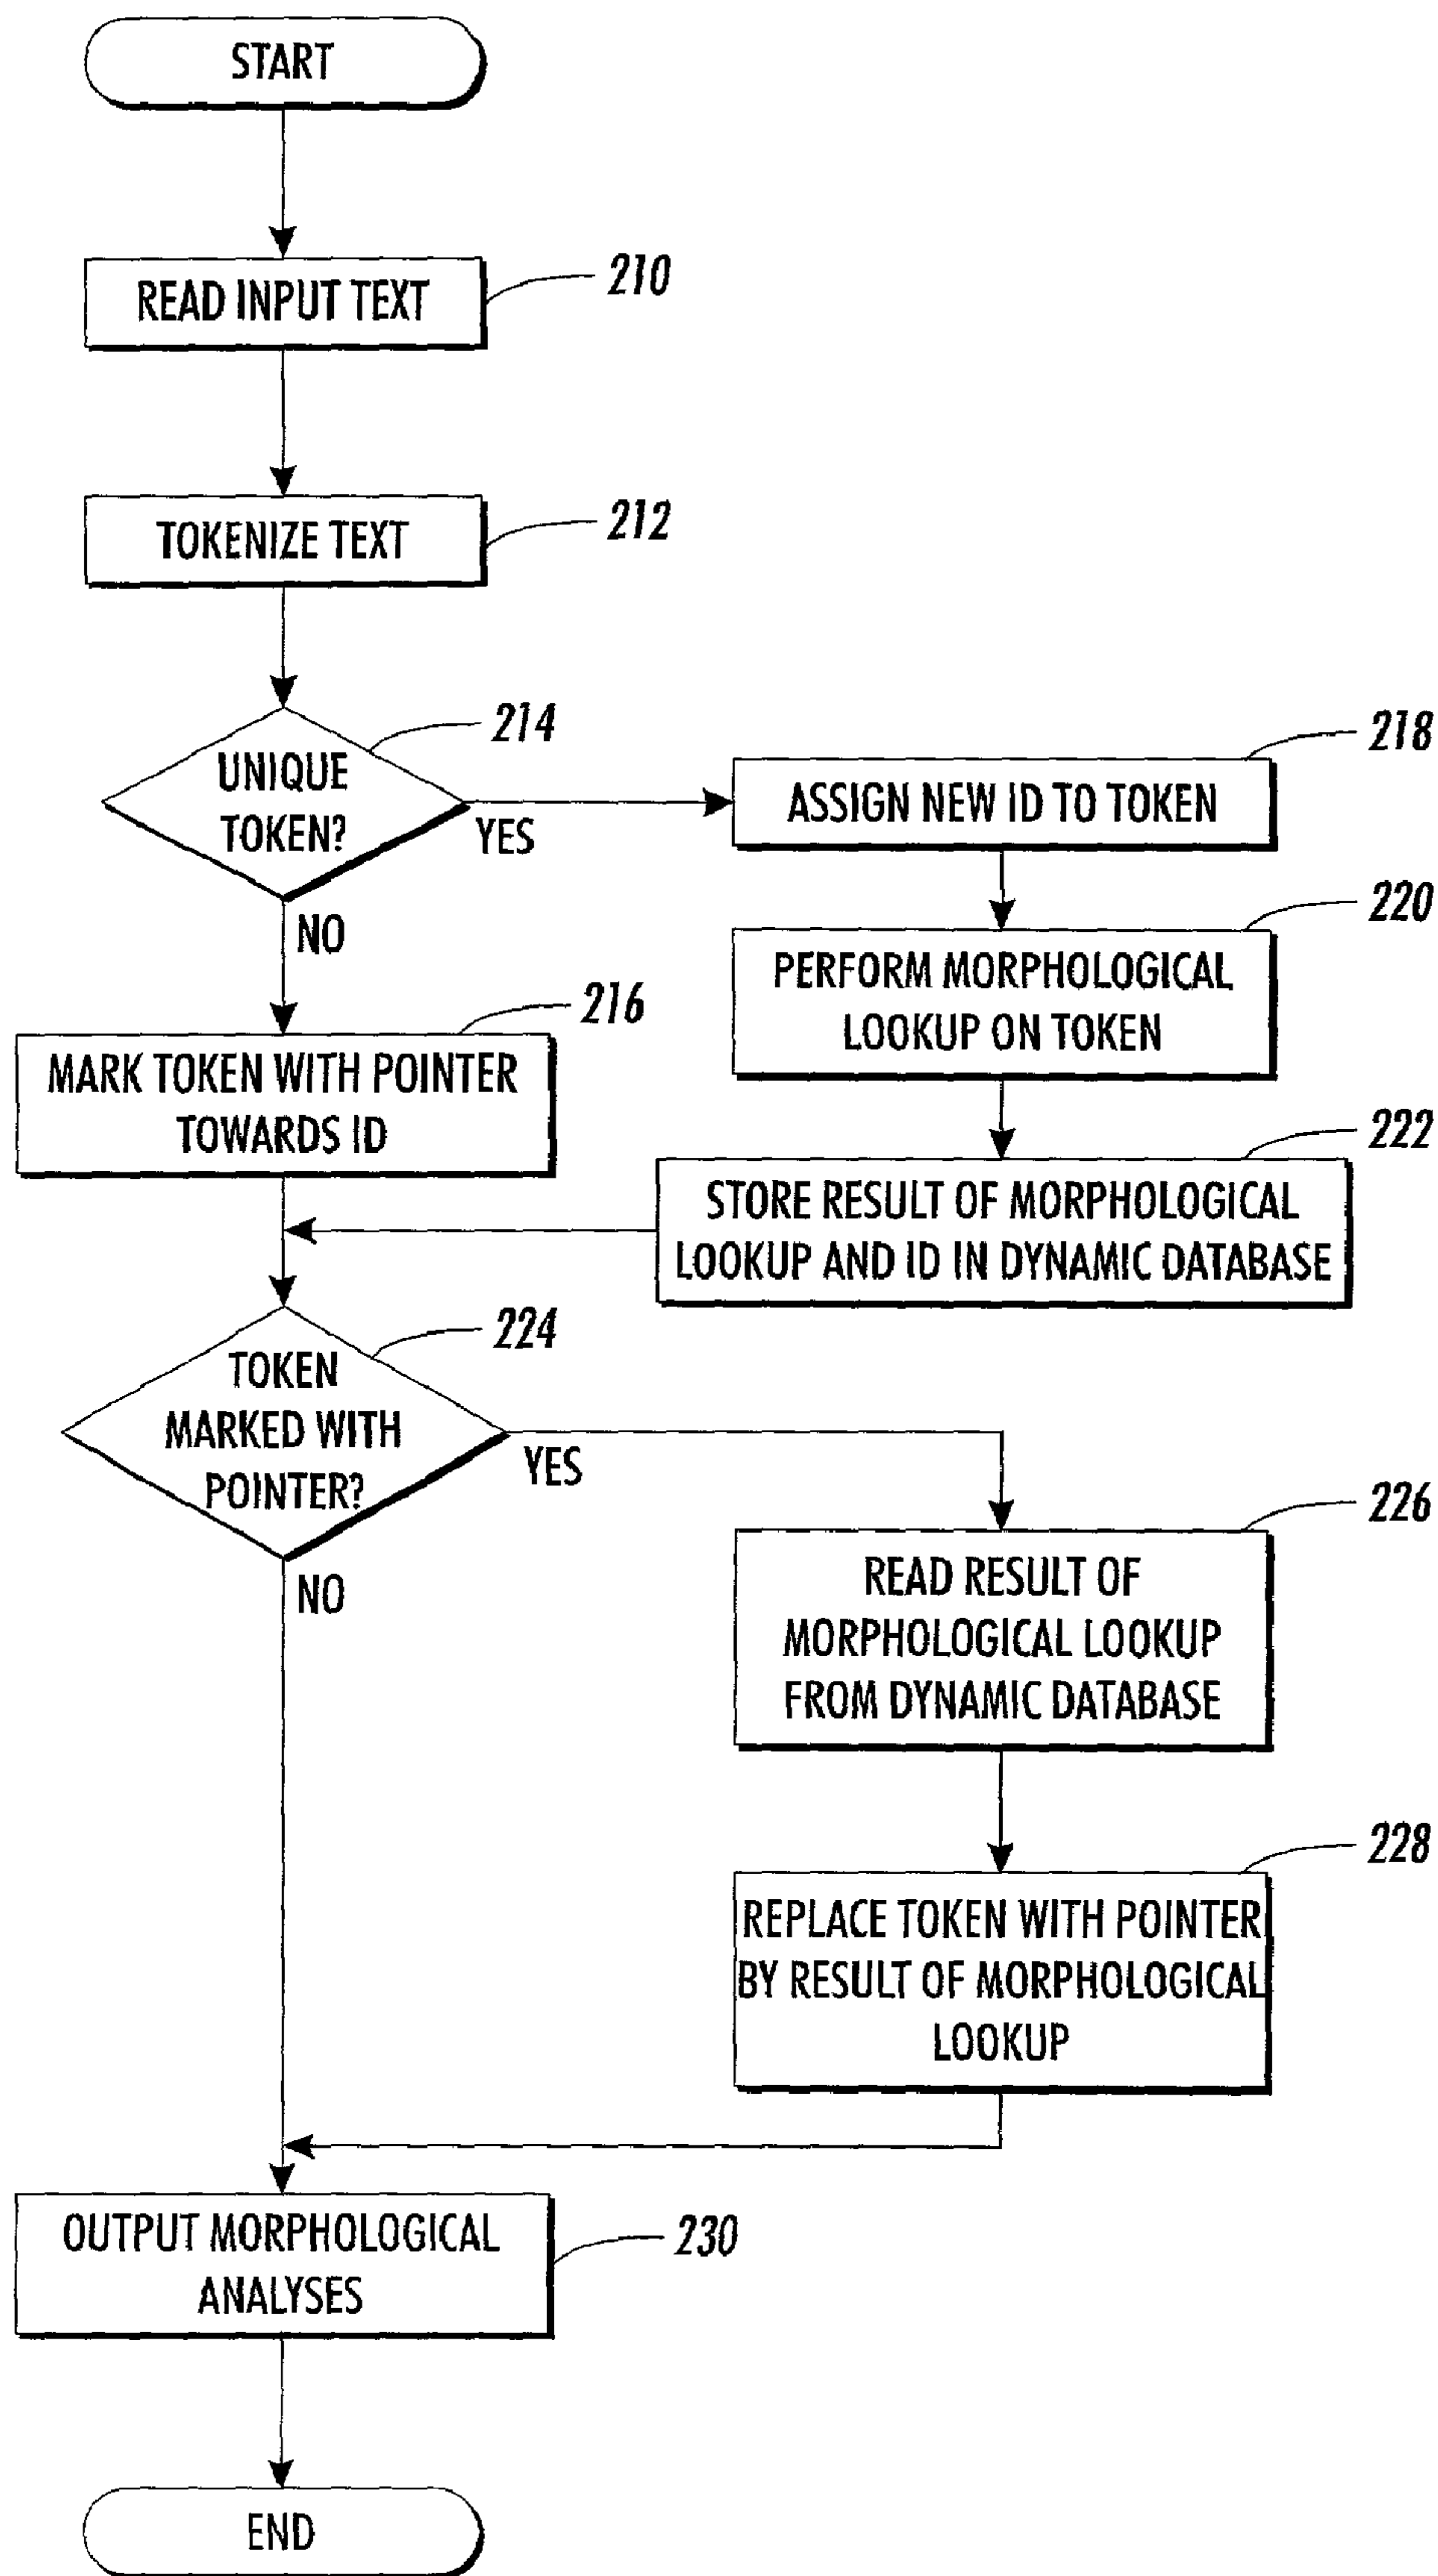 START
READ INPUT TEXT
210
TOKENIZE TEXT
212
214
UNIQUE
TOKEN?
YES
NO
218
ASSIGN NEW ID TO TOKEN
220
PERFORM MORPHOLOGICAL
LOOKUP ON TOKEN
216
MARK TOKEN WITH POINTER
TOWARDS ID
222
STORE RESULT OF MORPHOLOGICAL
LOOKUP AND ID IN DYNAMIC DATABASE
224
TOKEN
MARKED WITH
POINTER?
YES
NO
226
READ RESULT OF
MORPHOLOGICAL LOOKUP
FROM DYNAMIC DATABASE
228
REPLACE TOKEN WITH POINTER
BY RESULT OF MORPHOLOGICAL
LOOKUP
OUTPUT MORPHOLOGICAL
ANALYSES
230
END